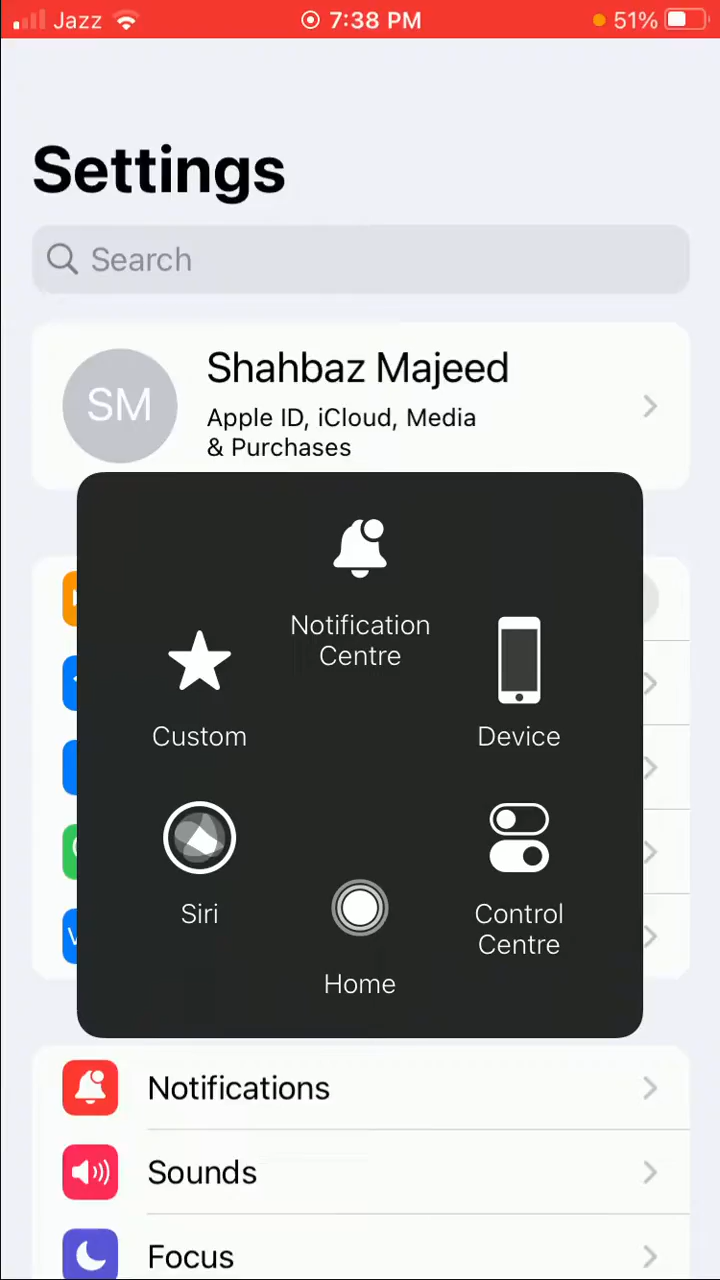 Jazz 7:38 PM 51%
Settings
Search
SM
Shahbaz Majeed
Apple ID, iCloud, Media
& Purchases
Notification
Centre
Custom
Device
Siri
Control
Centre
Home
Notifications
Sounds
Focus